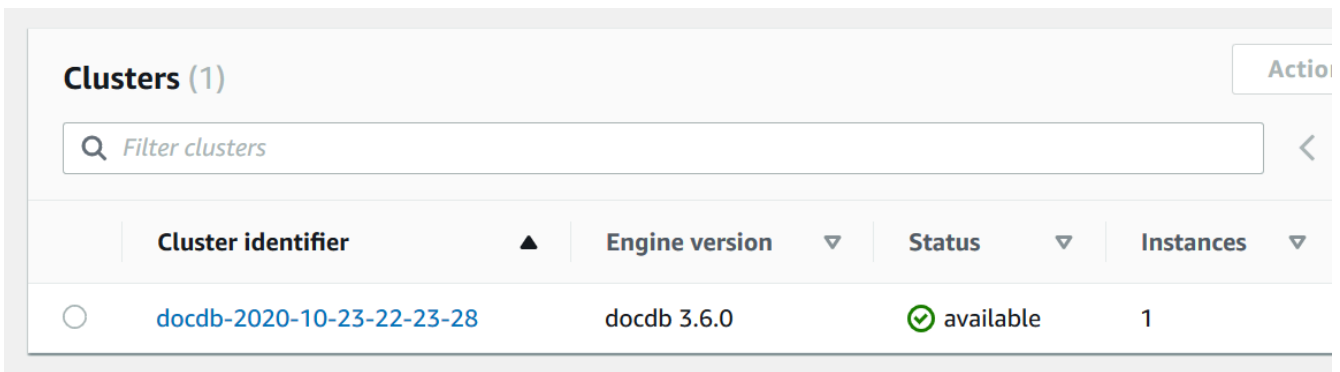 Clusters (1)
Actio
Filter clusters
Cluster identifier Engine version Status Instances
docdb-2020-10-23-22-23-28 docdb 3.6.0 available 1